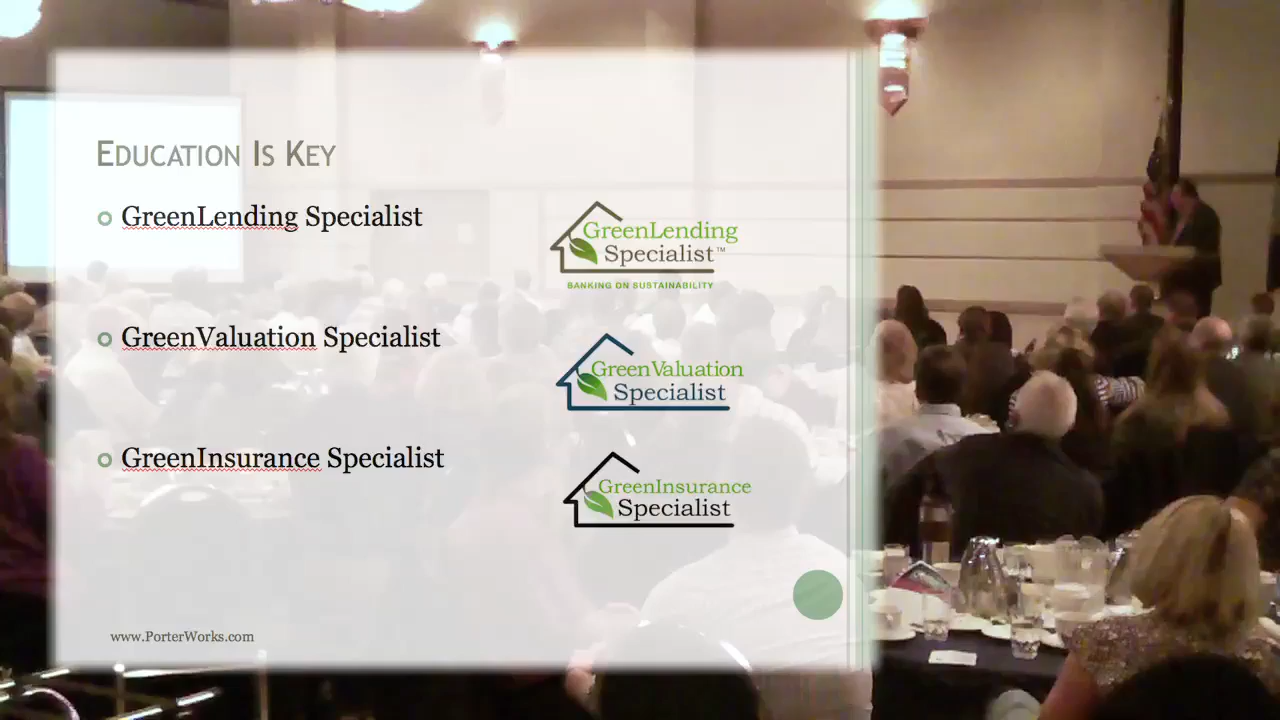 Education Is Key
GreenLending Specialist
GreenLending
Specialist™
BANKING ON SUSTAINABILITY
GreenValuation Specialist
GreenValuation
Specialist
GreenInsurance Specialist
GreenInsurance
Specialist
www.PorterWorks.com